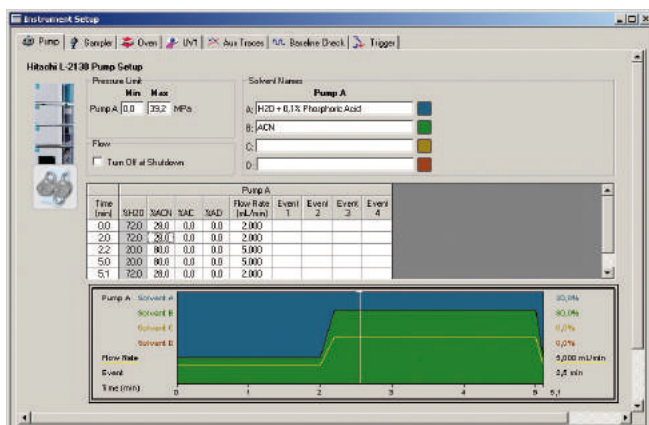 Instrument Setup
Pump Sampler Oven UV1 Aux Traces Baseline Check Trigger
Hitachi L-2130 Pump Setup
Pressure Limit
Min Max
Pump A 0,0 39,2 MPa
Flow
Turn Off at Shutdown
Solvent Names
Pump A
A: H2O + 0,1% Phosphoric Acid
B: ACN
C:
D:
Pump A
Time (min) %H2O %ACN %AC %AD Flow Rate (mL/min) Event 1 Event 2 Event 3 Event 4
0,0 72,0 28,0 0,0 0,0 2,000
2,0 72,0 28,0 0,0 0,0 2,000
2,2 20,0 80,0 0,0 0,0 5,000
5,0 20,0 80,0 0,0 0,0 5,000
5,1 72,0 28,0 0,0 0,0 2,000
Pump A Solvent A 20,0%
Solvent B 80,0%
Solvent C 0,0%
Solvent D 0,0%
Flow Rate 5,000 mL/min
Event 2,5 min
Time (min) 0 1 2 3 4 5 5,1